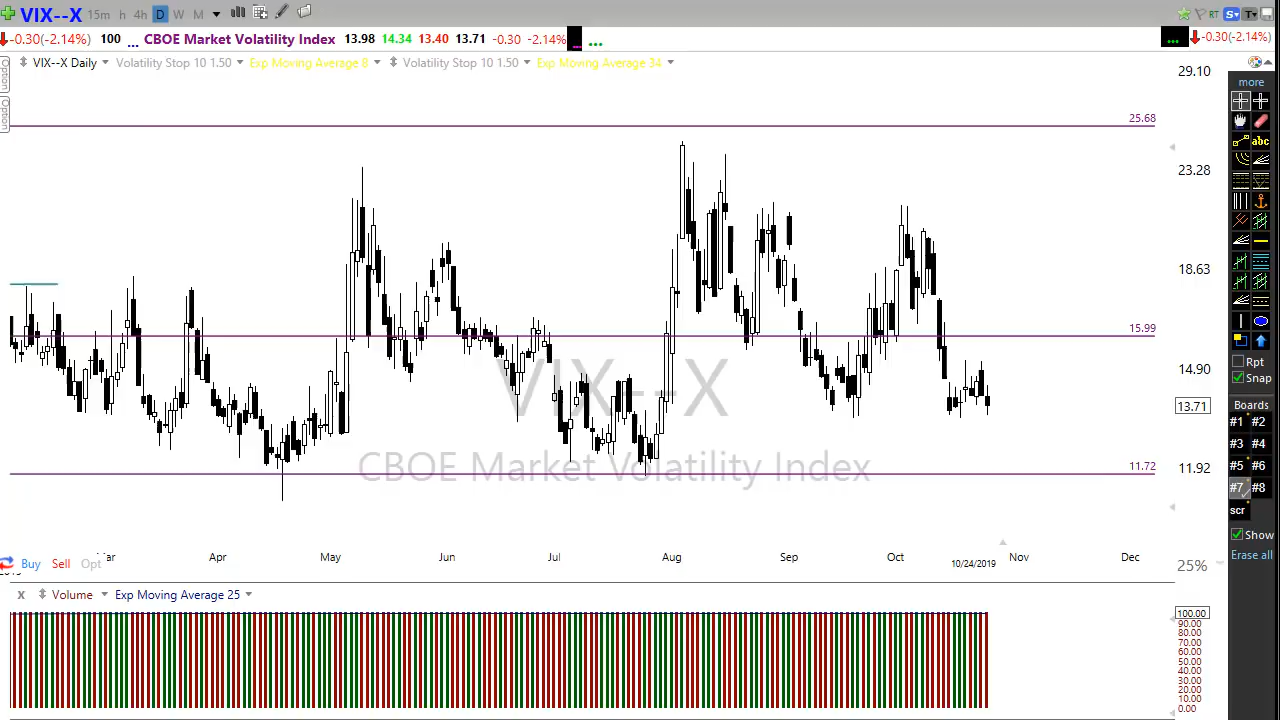 VIX--X 15m h 4h D W M RT S T
-0.30(-2.14%) 100 ... CBOE Market Volatility Index 13.98 14.34 13.40 13.71 -0.30 -2.14% ... ... ... -0.30(-2.14%)
Option
Option
VIX--X Daily Volatility Stop 10 1.50 Exp Moving Average 8 Volatility Stop 10 1.50 Exp Moving Average 34
29.10
25.68
23.28
18.63
15.99
14.90
13.71
11.92
11.72
VIX--X
CBOE Market Volatility Index
Apr May Jun Jul Aug Sep Oct 10/24/2019 Nov Dec
Buy Sell Opt
25%
X Volume Exp Moving Average 25
100.00
90.00
80.00
70.00
60.00
50.00
40.00
30.00
20.00
10.00
0.00
more
abc
Rpt
Snap
Boards
#1 #2
#3 #4
#5 #6
#7 #8
scr
Show
Erase all